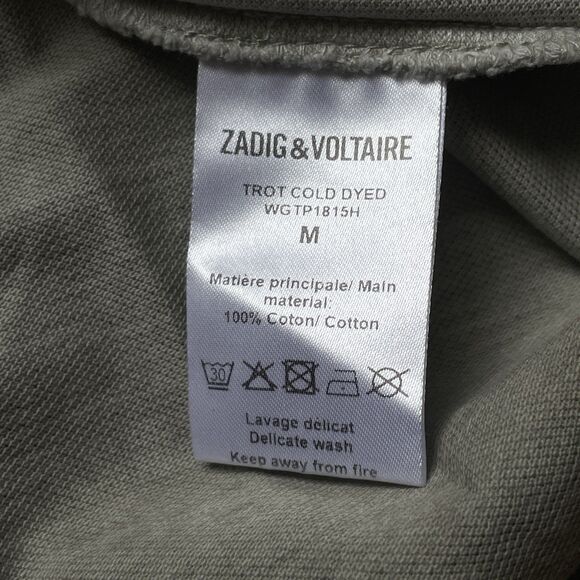 ZADIG&VOLTAIRE
TROT COLD DYED
WGTP1815H
M
Matière principale/ Main
material:
100% Coton/ Cotton
30
Lavage délicat
Delicate wash
Keep away from fire